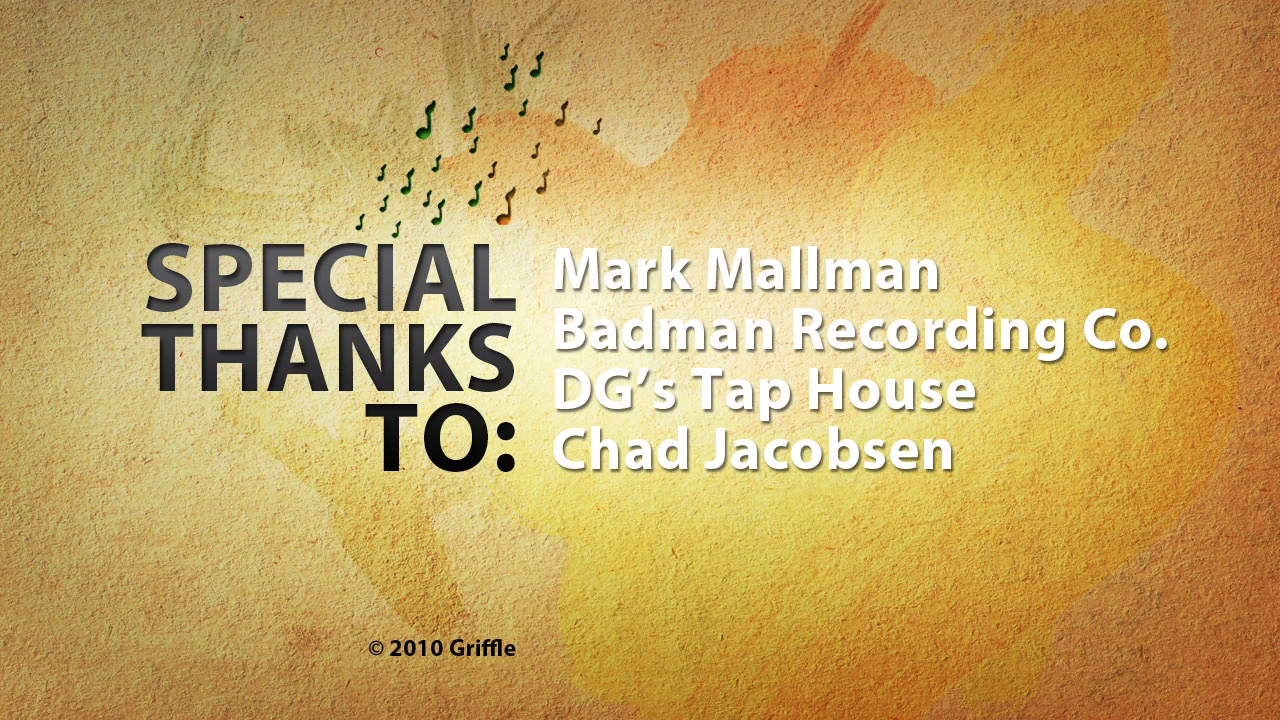 SPECIAL
THANKS
TO:
Mark Mallman
Badman Recording Co.
DG’s Tap House
Chad Jacobsen
© 2010 Griffle